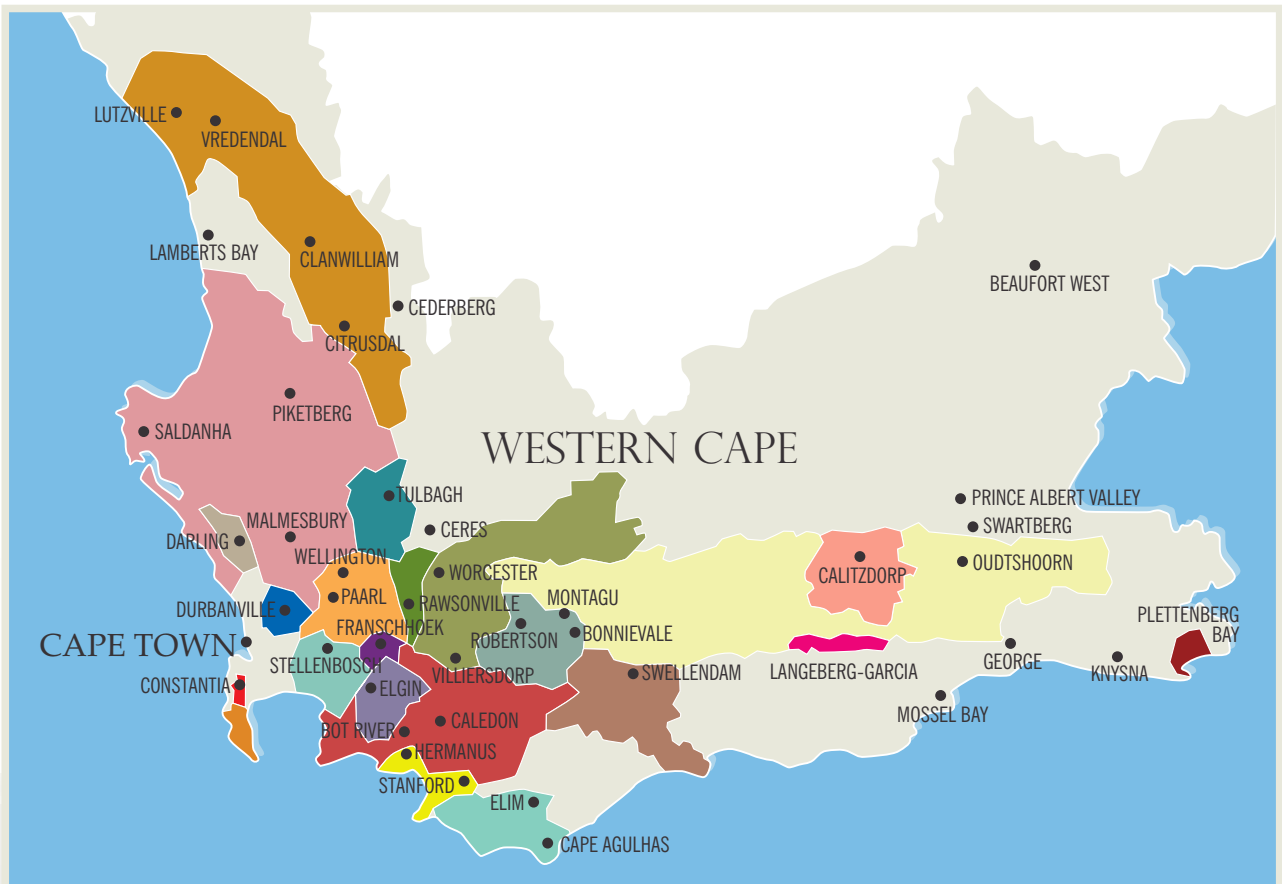 LUTZVILLE
VREDENDAL
LAMBERTS BAY
CLANWILLIAM
BEAUFORT WEST
CEDERBERG
CITRUSDAL
PIKETBERG
SALDANHA
WESTERN CAPE
TULBAGH
PRINCE ALBERT VALLEY
MALMESBURY
CERES
SWARTBERG
DARLING
WELLINGTON
OUDTSHOORN
WORCESTER
CALITZDORP
PAARL
RAWSONVILLE
MONTAGU
DURBANVILLE
PLETTENBERG
BAY
FRANSCHHOEK
ROBERTSON
BONNIEVALE
CAPE TOWN
STELLENBOSCH
VILLIERSDORP
SWELLENDAM
LANGEBERG-GARCIA
GEORGE
KNYSNA
CONSTANTIA
ELGIN
MOSSEL BAY
BOT RIVER
CALEDON
HERMANUS
STANFORD
ELIM
CAPE AGULHAS